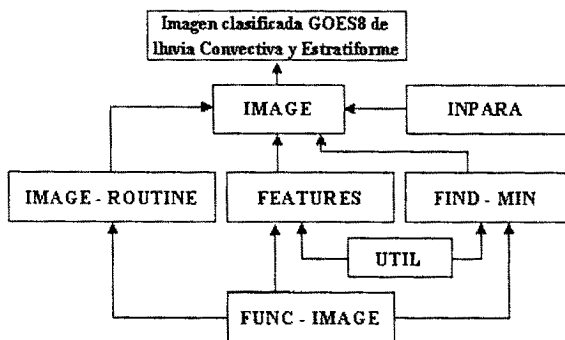 Imagen clasificada GOES8 de
lluvia Convectiva y Estratiforme
IMAGE
INPARA
IMAGE - ROUTINE
FEATURES
FIND - MIN
UTIL
FUNC - IMAGE